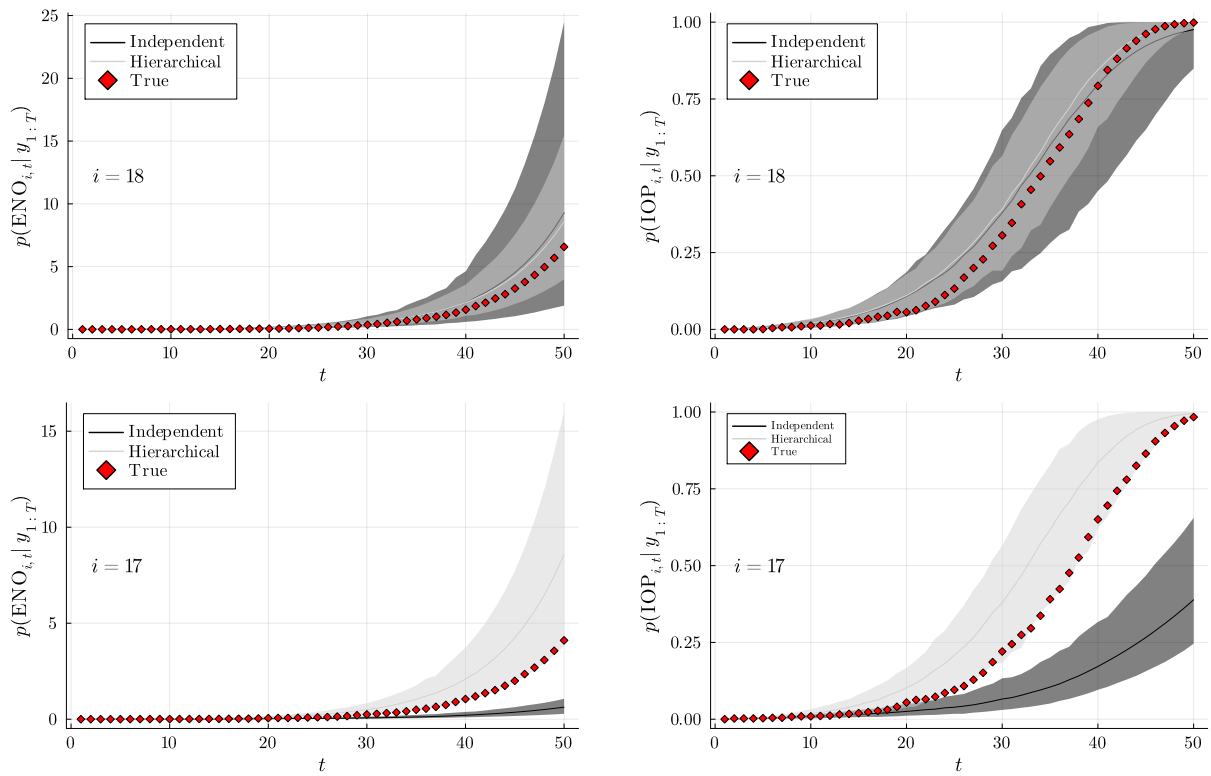 25
20
15
10
5
0
0
10
20
30
40
50
t
p(ENO_{i,t}| y_{1:T})
Independent
Hierarchical
True
i = 18
1.00
0.75
0.50
0.25
0.00
0
10
20
30
40
50
t
p(IOP_{i,t}| y_{1:T})
Independent
Hierarchical
True
i = 18
15
10
5
0
0
10
20
30
40
50
t
p(ENO_{i,t}| y_{1:T})
Independent
Hierarchical
True
i = 17
1.00
0.75
0.50
0.25
0.00
0
10
20
30
40
50
t
p(IOP_{i,t}| y_{1:T})
Independent
Hierarchical
True
i = 17